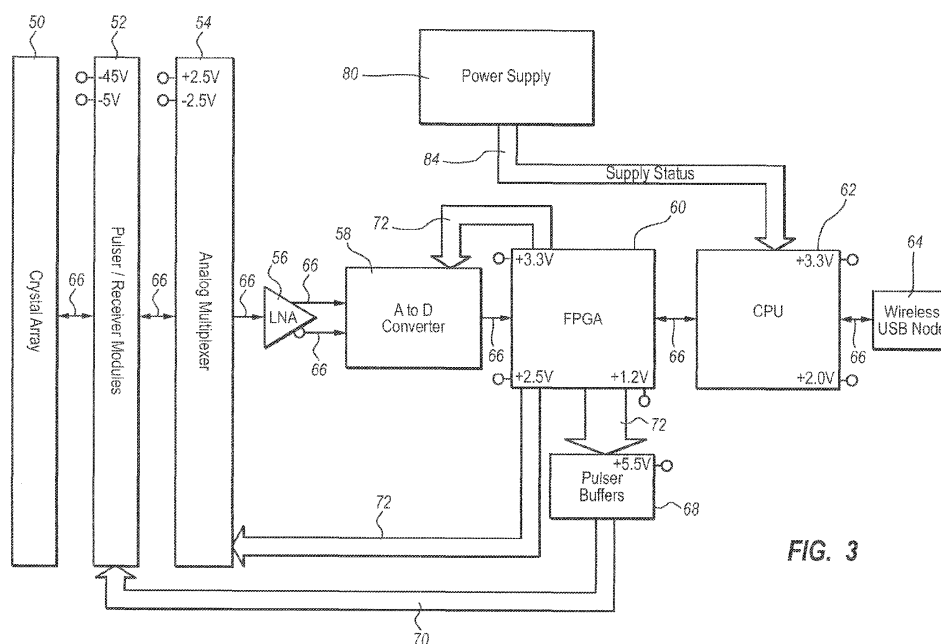 50
52
54
-45V
-5V
+2.5V
-2.5V
80
Power Supply
84
Supply Status
72
58
60
62
64
Crystal Array
66
Pulser / Receiver Modules
66
Analog Multiplexer
66
56
LNA
66
66
A to D
Converter
66
+3.3V
FPGA
+2.5V
+1.2V
66
+3.3V
CPU
+2.0V
66
Wireless
USB Node
72
+5.5V
Pulser
Buffers
68
72
70
FIG. 3